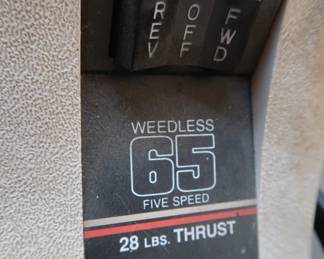 REV OFF FWD
WEEDLESS
65
FIVE SPEED
28 LBS. THRUST